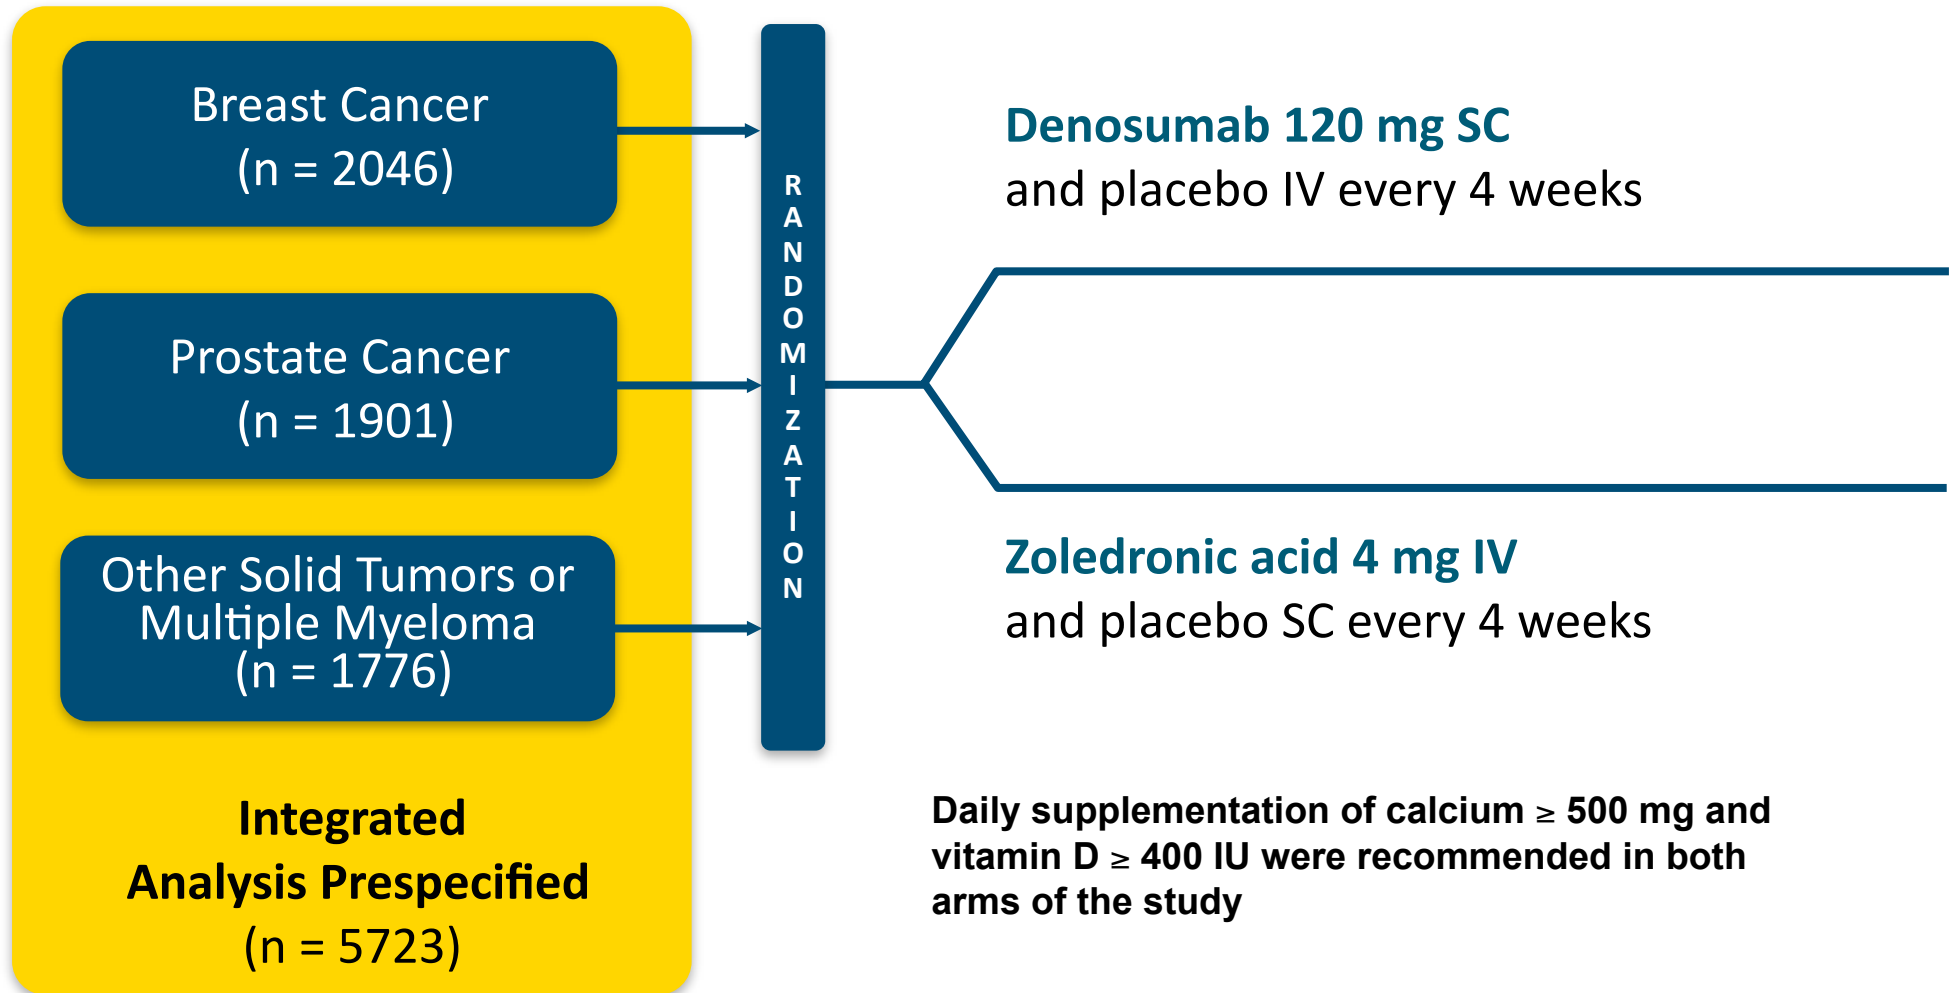 Breast Cancer
(n = 2046)
Prostate Cancer
(n = 1901)
Other Solid Tumors or
Multiple Myeloma
(n = 1776)
Integrated
Analysis Prespecified
(n = 5723)
RANDOMIZATION
Denosumab 120 mg SC
and placebo IV every 4 weeks
Zoledronic acid 4 mg IV
and placebo SC every 4 weeks
Daily supplementation of calcium ≥ 500 mg and
vitamin D ≥ 400 IU were recommended in both
arms of the study